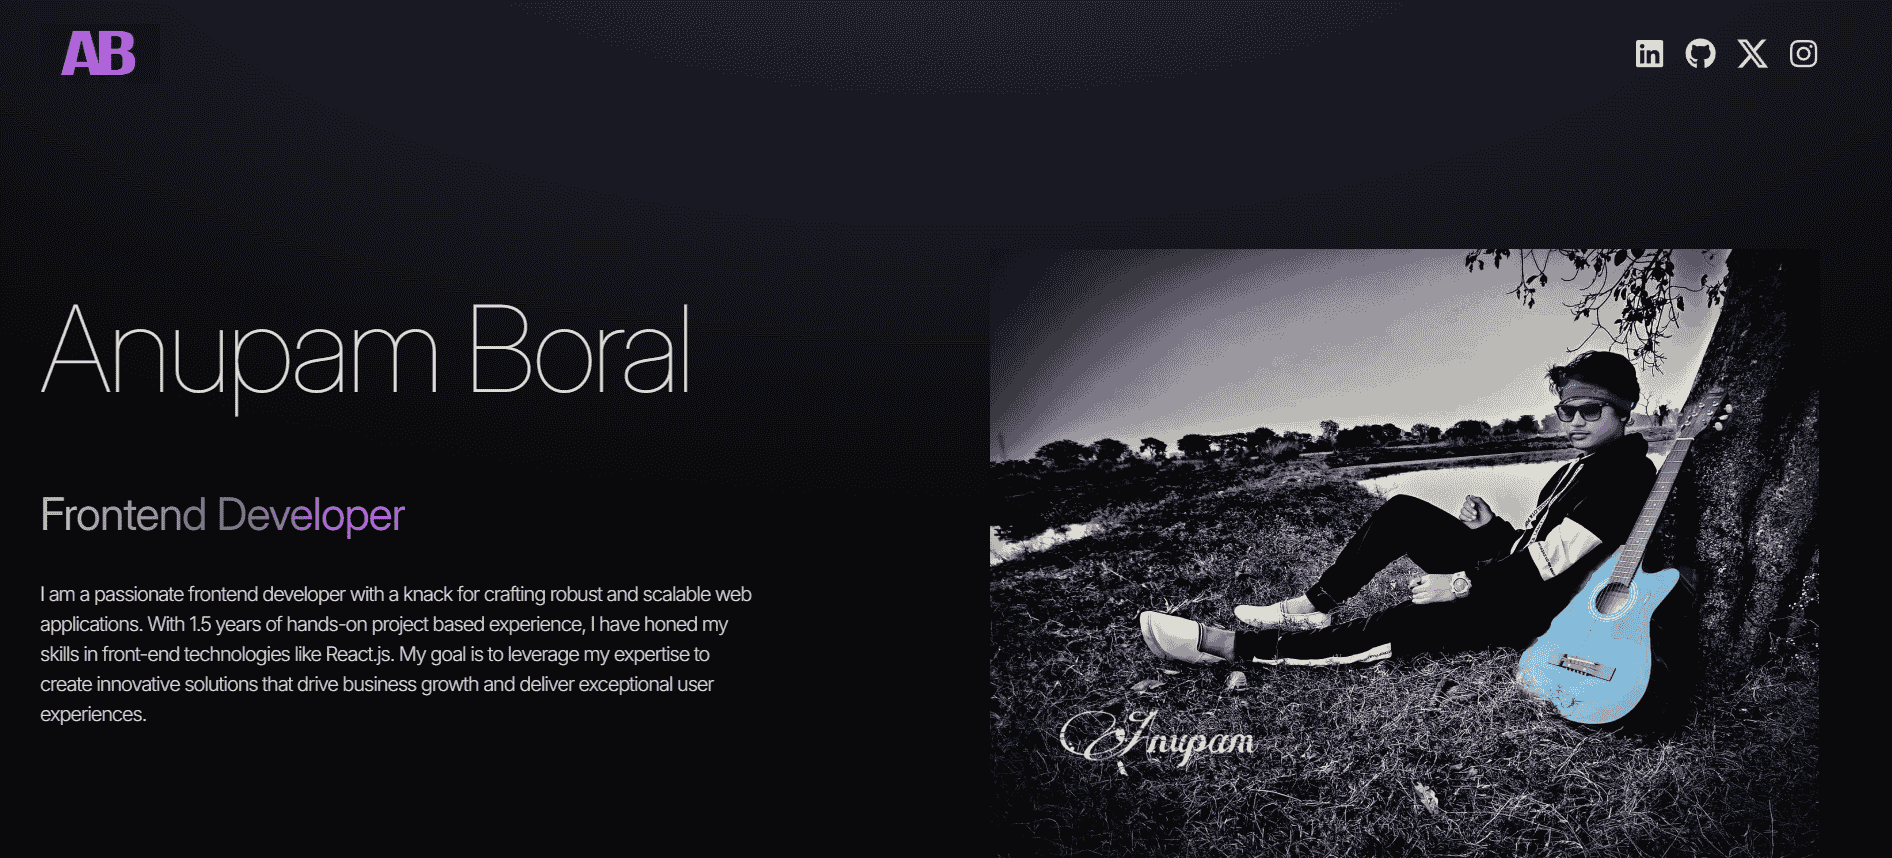 AB
in
Anupam Boral
Frontend Developer
I am a passionate frontend developer with a knack for crafting robust and scalable web
applications. With 1.5 years of hands-on project based experience, I have honed my
skills in front-end technologies like React.js. My goal is to leverage my expertise to
create innovative solutions that drive business growth and deliver exceptional user
experiences.
Anupam